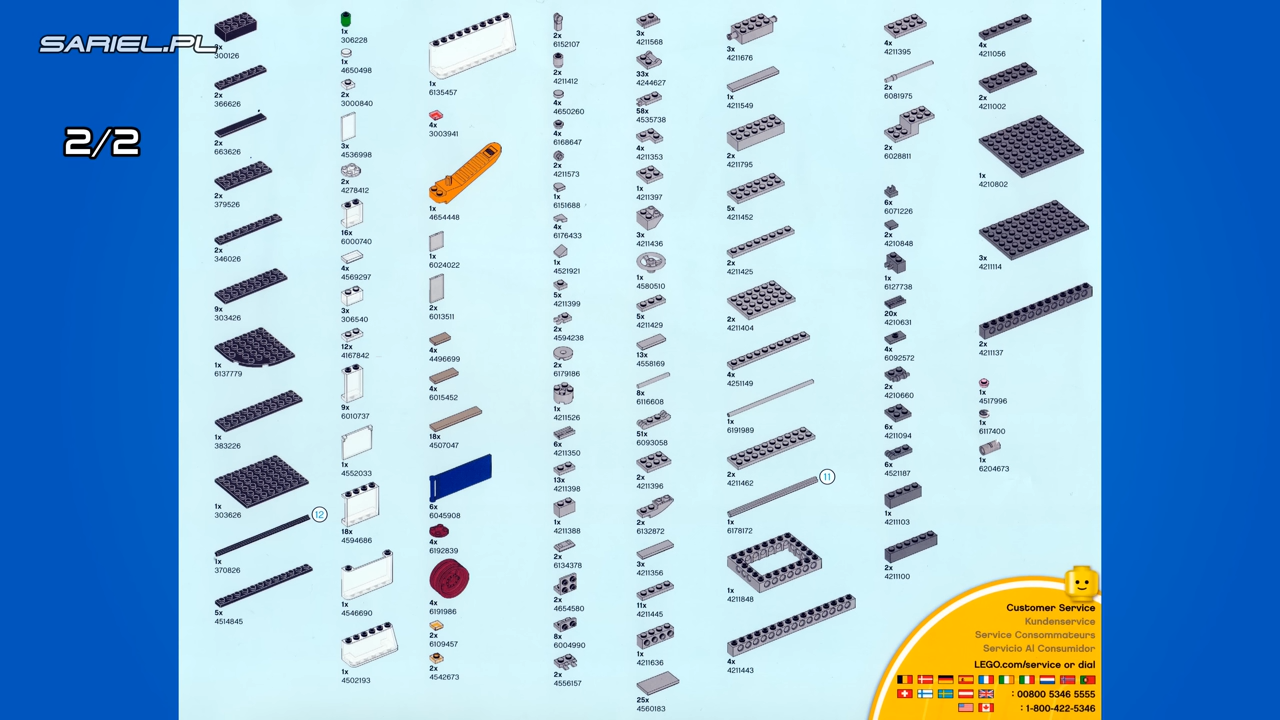 SARIEL.PL
2/2
300126
2x
366626
2x
663626
2x
379526
2x
346026
9x
303426
1x
6137779
1x
383226
1x
303626
12
1x
370826
5x
4514845
1x
306228
1x
4650498
2x
3000840
3x
4536998
2x
4278412
16x
6000740
4x
4569297
3x
306540
12x
4167842
9x
6010737
1x
4552033
18x
4594686
1x
4546690
1x
4502193
1x
6135457
4x
3003941
1x
4654448
1x
6024022
2x
6013511
4x
4496699
4x
6015452
18x
4507047
6x
6045908
4x
6192839
4x
6191986
2x
6109457
2x
4542673
2x
6152107
2x
4211412
4x
4650260
4x
6168647
2x
4211573
1x
6151688
4x
6176433
1x
4521921
5x
4211399
2x
4594238
2x
6179186
1x
4211526
6x
4211350
13x
4211398
1x
4211388
2x
6134378
2x
4654580
8x
6004990
2x
4556157
3x
4211568
33x
4244627
58x
4535738
4x
4211353
1x
4211397
3x
4211436
1x
4580510
5x
4211429
13x
4558169
8x
6116608
51x
6093058
2x
4211396
2x
6132872
3x
4211356
11x
4211445
1x
4211636
25x
4560183
3x
4211676
1x
4211549
2x
4211795
5x
4211452
2x
4211425
2x
4211404
4x
4251149
1x
6191989
2x
4211462
11
1x
6178172
1x
4211848
4x
4211443
4x
4211395
2x
6081975
2x
6028811
6x
6071226
2x
4210848
1x
6127738
20x
4210631
4x
6092572
2x
4210660
6x
4211094
6x
4521187
1x
4211103
2x
4211100
4x
4211056
2x
4211002
1x
4210802
3x
4211114
2x
4211137
1x
4517996
1x
6117400
1x
6204673
Customer Service
Kundenservice
Service Consommateurs
Servicio Al Consumidor
LEGO.com/service or dial
: 00800 5346 5555
: 1-800-422-5346